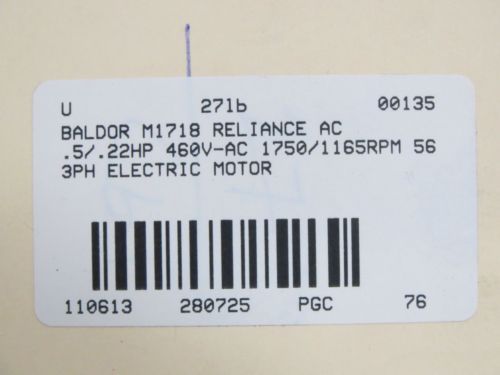 U 27lb 00135
BALDOR M1718 RELIANCE AC
.5/.22HP 460V-AC 1750/1165RPM 56
3PH ELECTRIC MOTOR
110613 280725 PGC 76